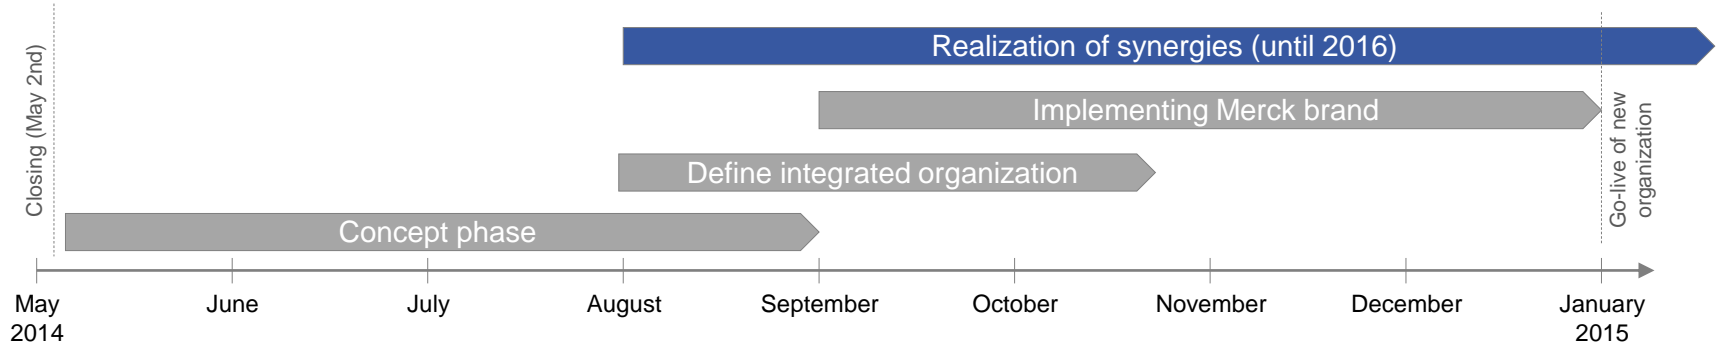 Closing (May 2nd)
Realization of synergies (until 2016)
Implementing Merck brand
Define integrated organization
Concept phase
Go-live of new
organization
May
2014
June
July
August
September
October
November
December
January
2015